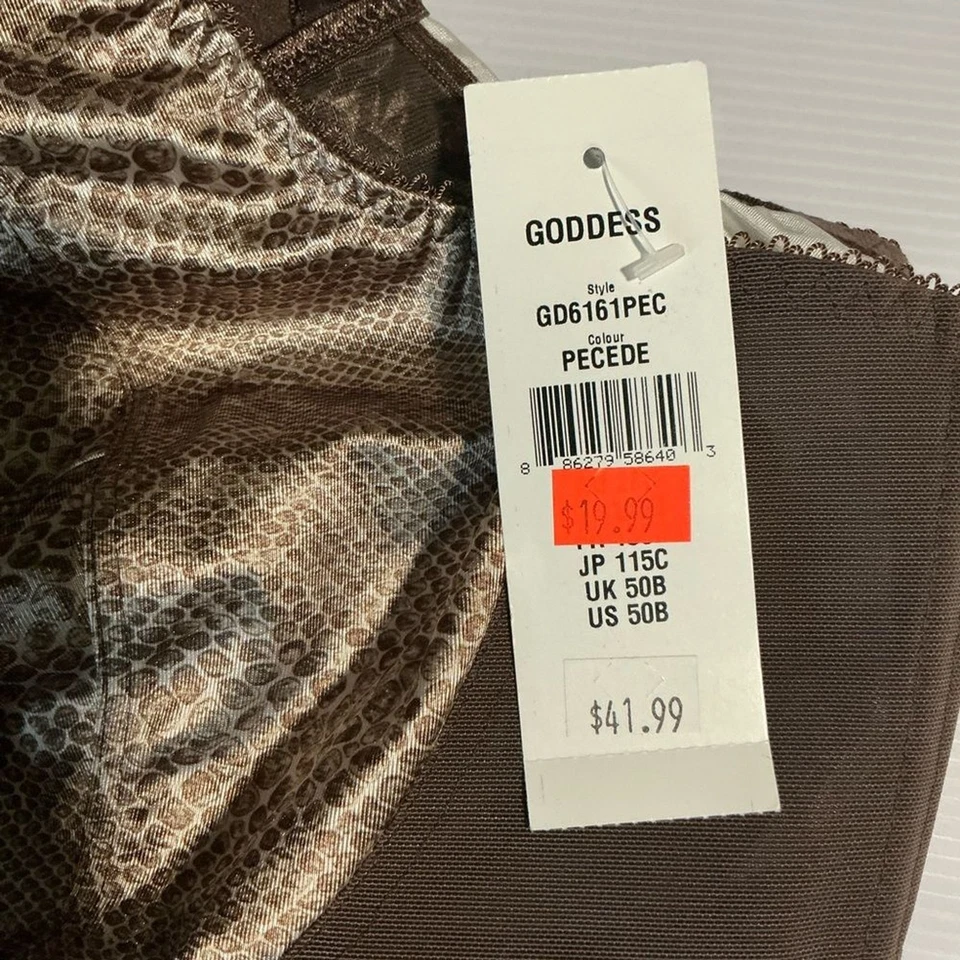 GODDESS
Style
GD6161PEC
Colour
PECEDE
8 86279 58640 3
$19.99
JP 115C
UK 50B
US 50B
$41.99